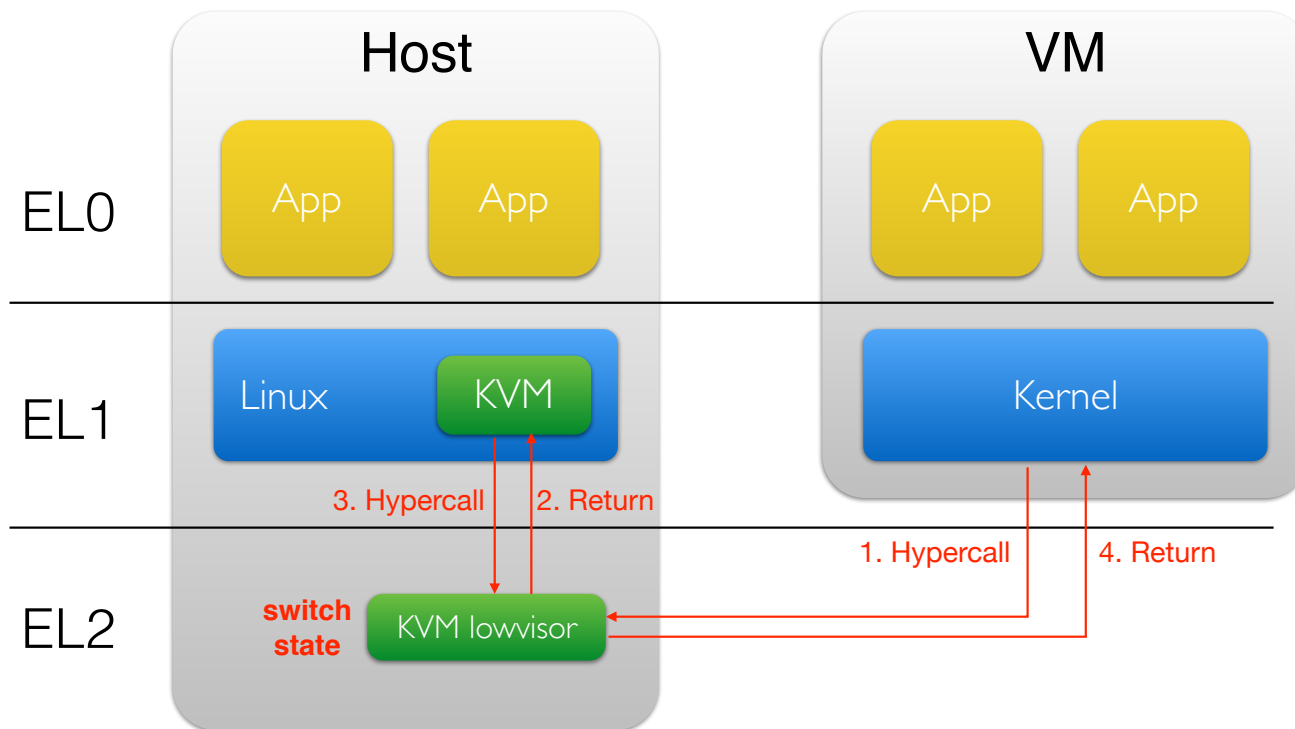 Host
VM
EL0
App
App
App
App
EL1
Linux
KVM
Kernel
3. Hypercall
2. Return
1. Hypercall
4. Return
EL2
switch
state
KVM lowvisor